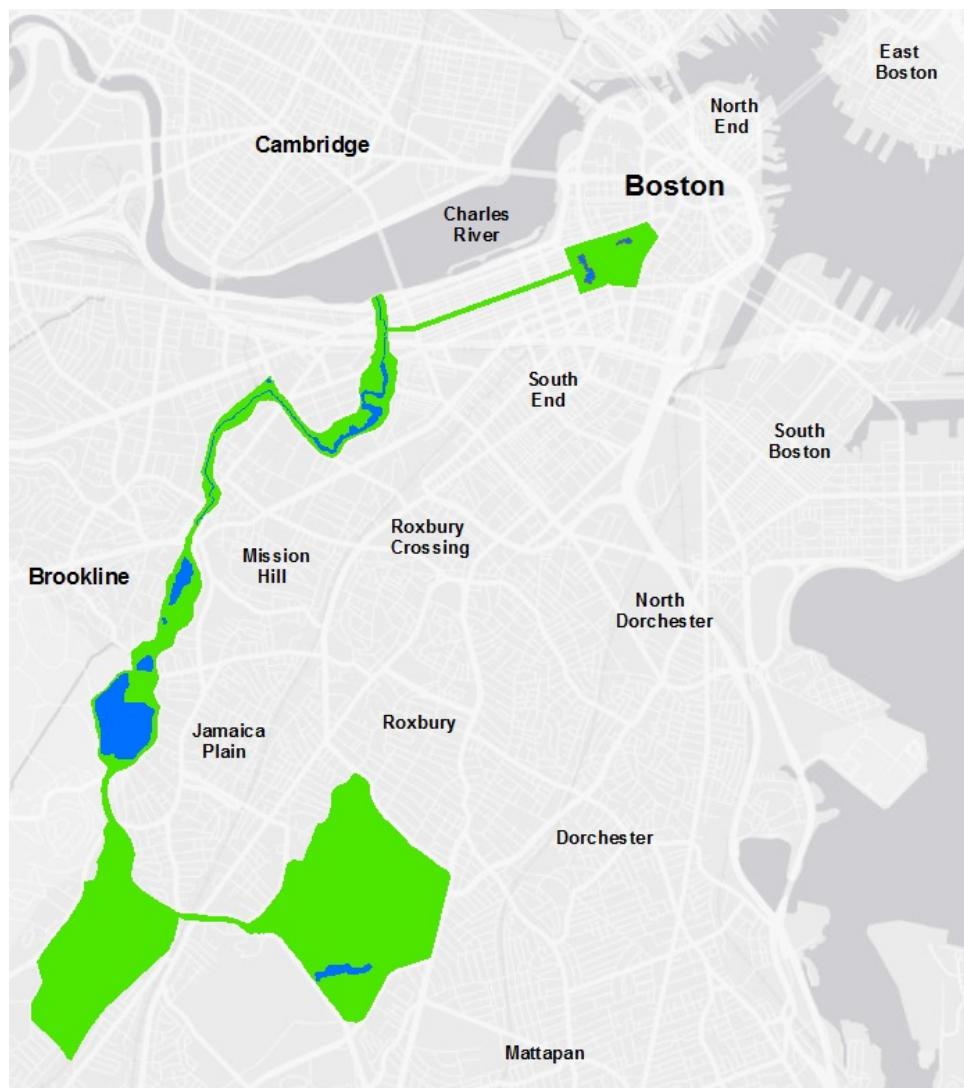 East
Boston
North
End
Cambridge
Boston
Charles
River
South
End
South
Boston
Roxbury
Crossing
Mission
Hill
Brookline
North
Dorchester
Jamaica
Plain
Roxbury
Dorchester
Mattapan